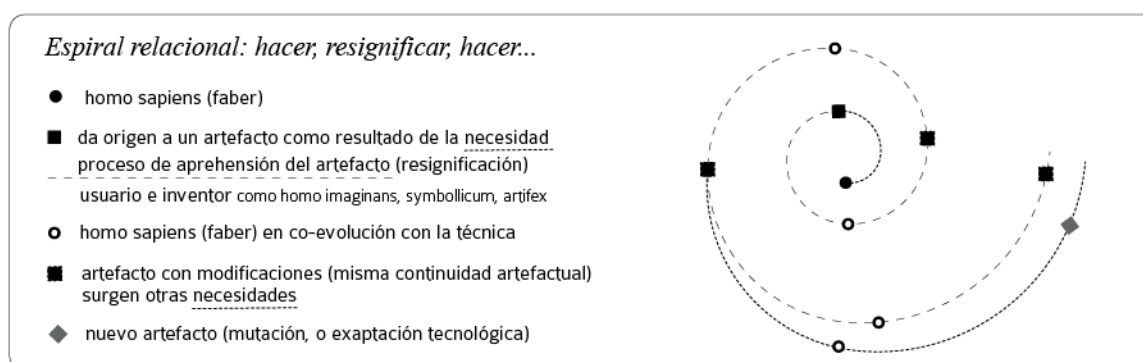 Espiral relacional: hacer, resignificar, hacer...
homo sapiens (faber)
da origen a un artefacto como resultado de la necesidad
proceso de aprehensión del artefacto (resignificación)
usuario e inventor como homo imaginans, symbollicum, artifex
homo sapiens (faber) en co-evolución con la técnica
artefacto con modificaciones (misma continuidad artefactual)
surgen otras necesidades
nuevo artefacto (mutación, o exaptación tecnológica)